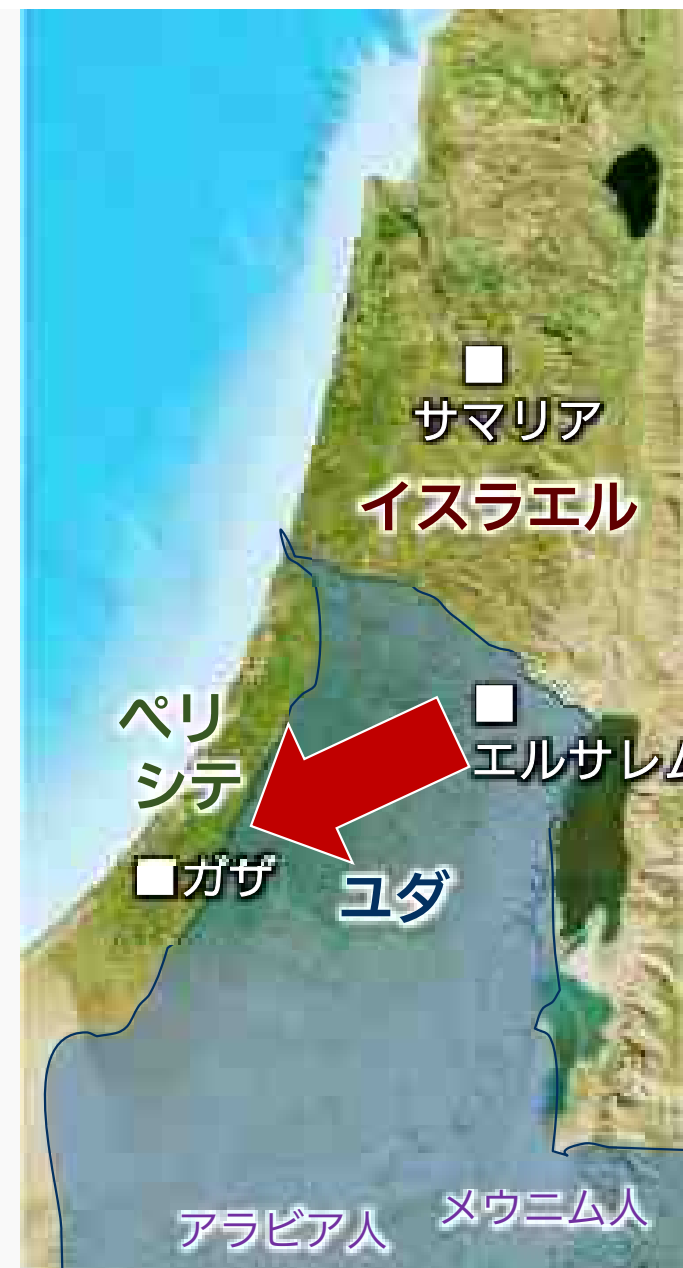 サマリア
イスラエル
ペリ
シテ
エルサレム
ガザ
ユダ
メウニム人
アラビア人